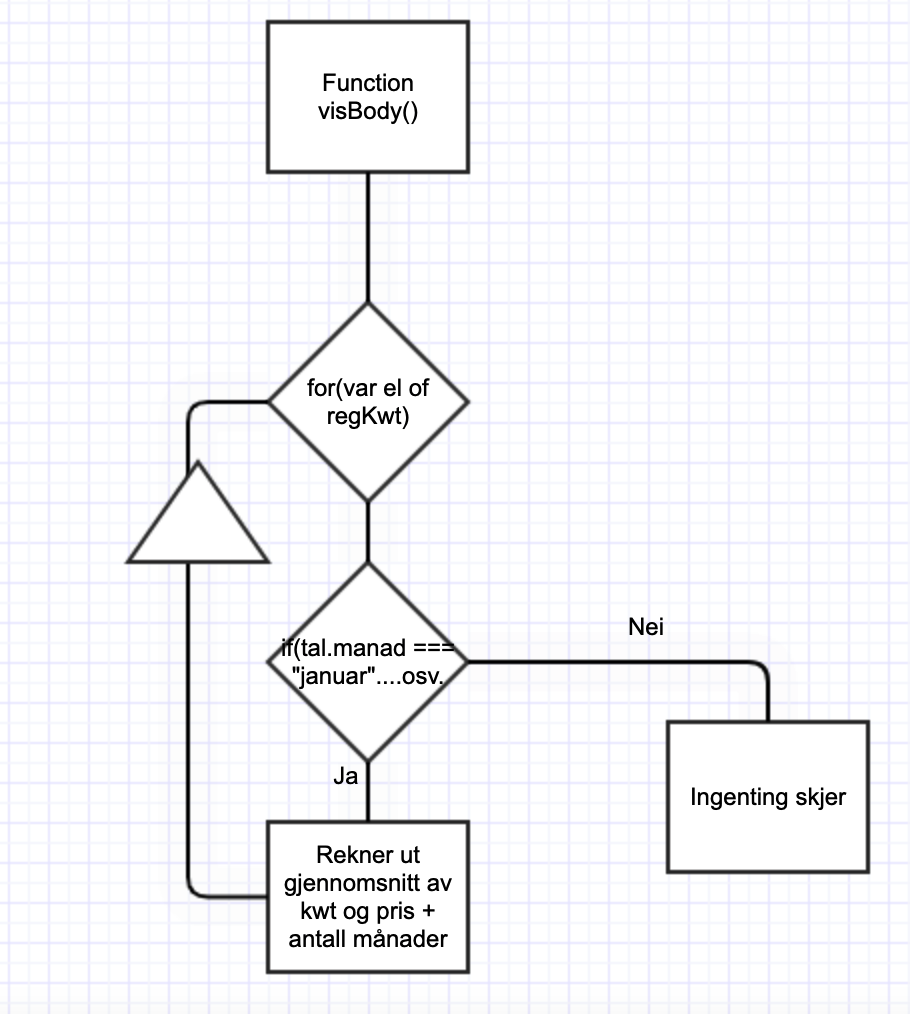 Function
visBody()
for(var el of
regKwt)
if(tal.manad ===
"januar"....osv.
Nei
Ja
Ingenting skjer
Rekner ut
gjennomsnitt av
kwt og pris +
antall månader